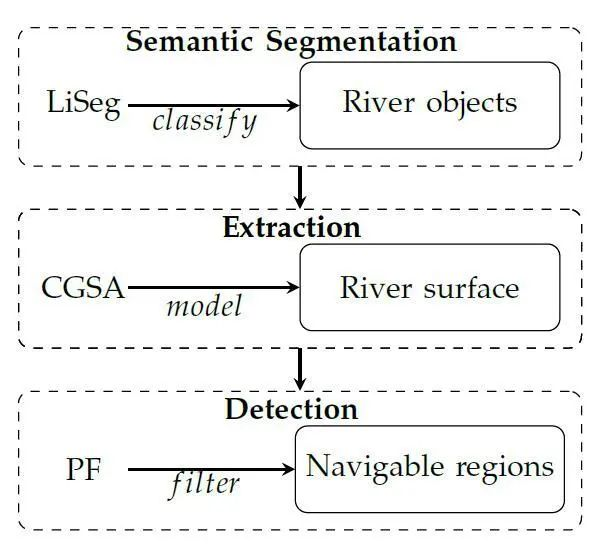 Semantic Segmentation
LiSeg
classify
River objects
Extraction
CGSA
model
River surface
Detection
PF
filter
Navigable regions